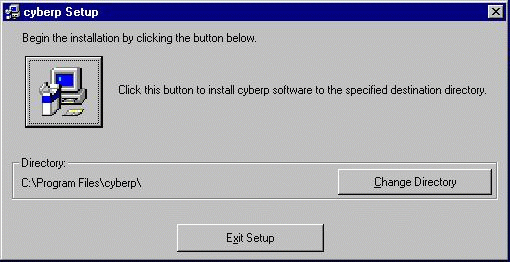 cyberp Setup
Begin the installation by clicking the button below.
Click this button to install cyberp software to the specified destination directory.
Directory:
C:\Program Files\cyberp\
Change Directory
Exit Setup